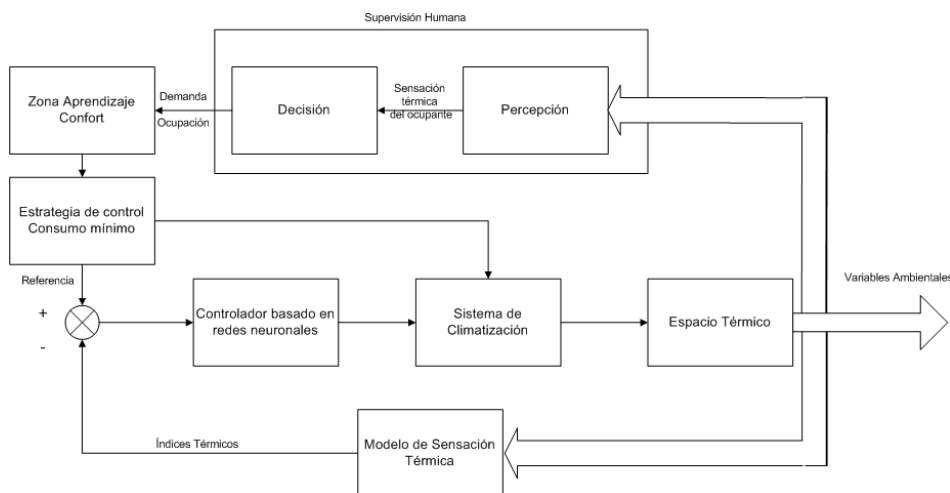 Supervisión Humana
Zona Aprendizaje
Confort
Demanda
Ocupación
Decisión
Sensación
térmica
del ocupante
Percepción
Estrategia de control
Consumo mínimo
Referencia
Variables Ambientales
+
-
Controlador basado en
redes neuronales
Sistema de
Climatización
Espacio Térmico
Índices Térmicos
Modelo de Sensación
Térmica